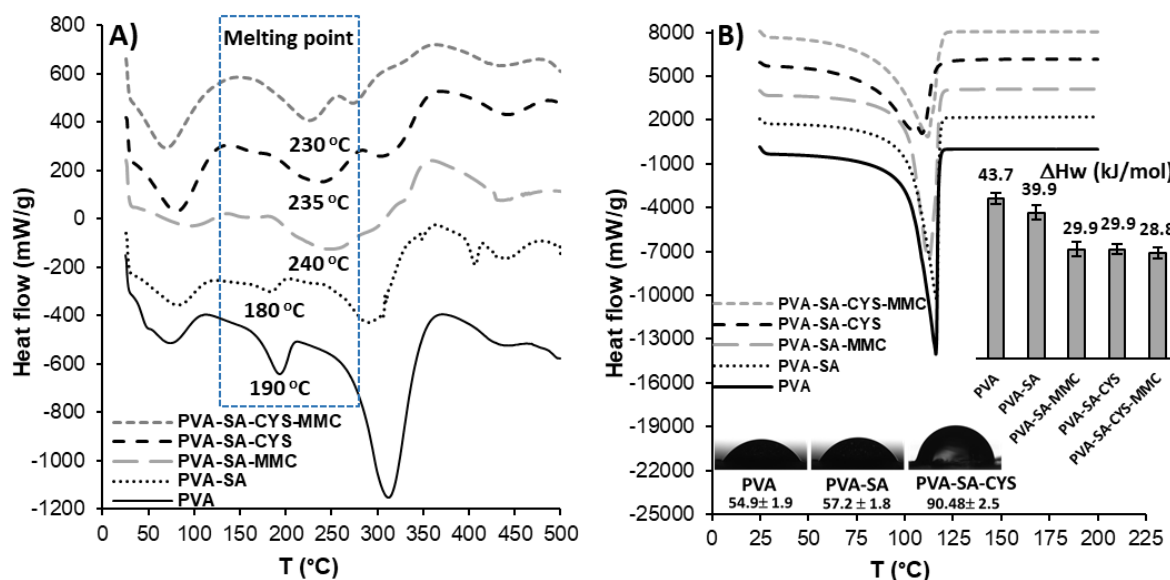 A)
Melting point
800
600
400
200
0
-200
-400
-600
-800
-1000
-1200
Heat flow (mW/g)
230 °C
235 °C
240 °C
180 °C
190 °C
PVA-SA-CYS-MMC
PVA-SA-CYS
PVA-SA-MMC
PVA-SA
PVA
0 50 100 150 200 250 300 350 400 450 500
T (°C)
B)
8000
5000
2000
-1000
-4000
-7000
-10000
-13000
-16000
-19000
-22000
-25000
Heat flow (mW/g)
ΔHw (kJ/mol)
43.7
39.9
29.9
29.9
28.8
PVA
PVA-SA
PVA-SA-MMC
PVA-SA-CYS
PVA-SA-CYS-MMC
PVA-SA-CYS-MMC
PVA-SA-CYS
PVA-SA-MMC
PVA-SA
PVA
PVA
54.9± 1.9
PVA-SA
57.2 ± 1.8
PVA-SA-CYS
90.48± 2.5
0 25 50 75 100 125 150 175 200 225
T (°C)